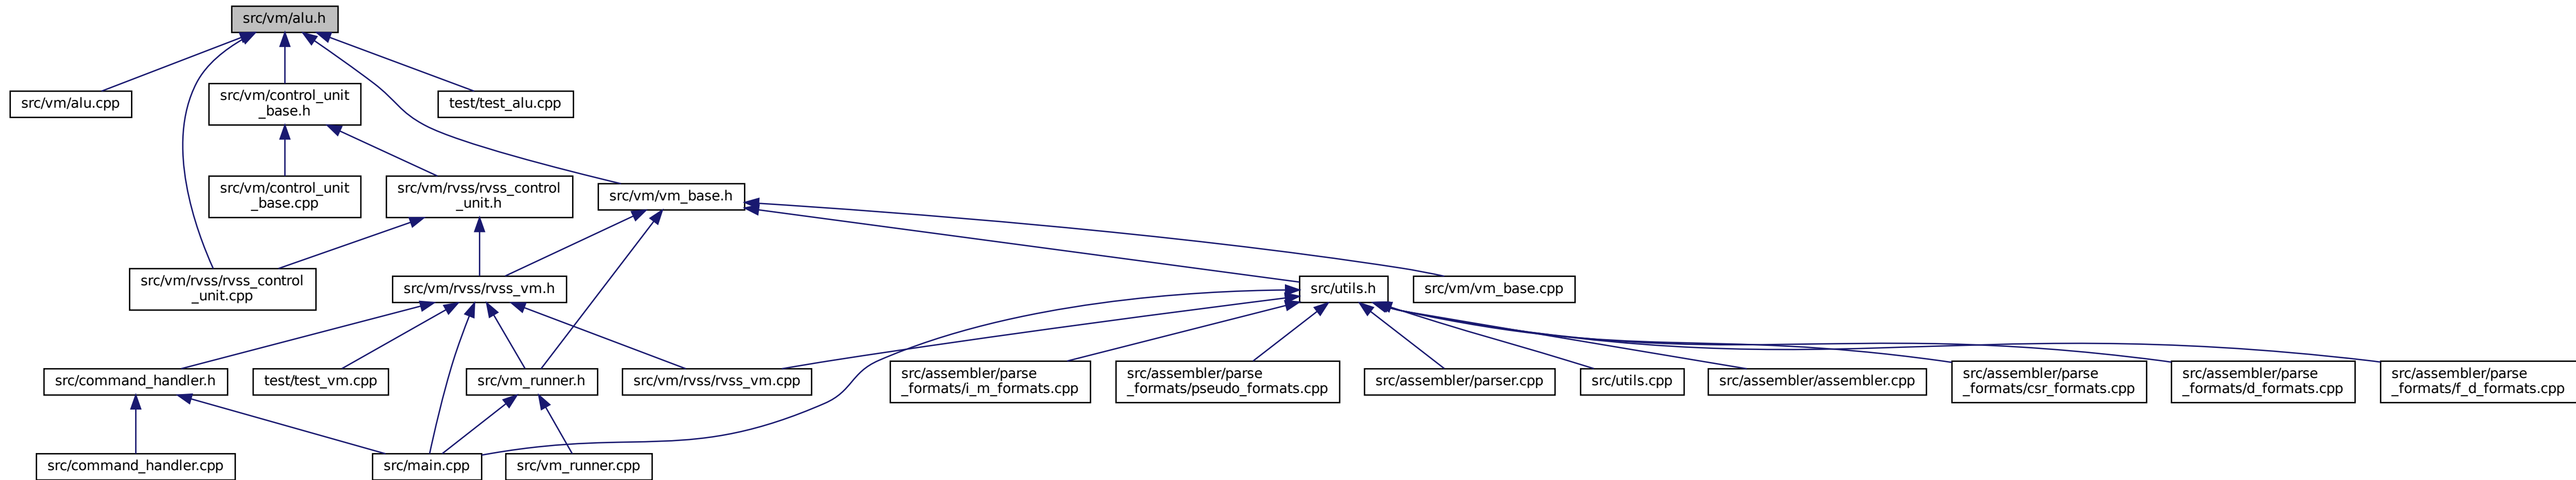 src/vm/alu.h
src/vm/alu.cpp
src/vm/control_unit
_base.h
test/test_alu.cpp
src/vm/control_unit
_base.cpp
src/vm/rvss/rvss_control
_unit.h
src/vm/vm_base.h
src/vm/rvss/rvss_control
_unit.cpp
src/vm/rvss/rvss_vm.h
src/utils.h
src/vm/vm_base.cpp
src/command_handler.h
test/test_vm.cpp
src/vm_runner.h
src/vm/rvss/rvss_vm.cpp
src/assembler/parse
_formats/i_m_formats.cpp
src/assembler/parse
_formats/pseudo_formats.cpp
src/assembler/parser.cpp
src/utils.cpp
src/assembler/assembler.cpp
src/assembler/parse
_formats/csr_formats.cpp
src/assembler/parse
_formats/d_formats.cpp
src/assembler/parse
_formats/f_d_formats.cpp
src/command_handler.cpp
src/main.cpp
src/vm_runner.cpp